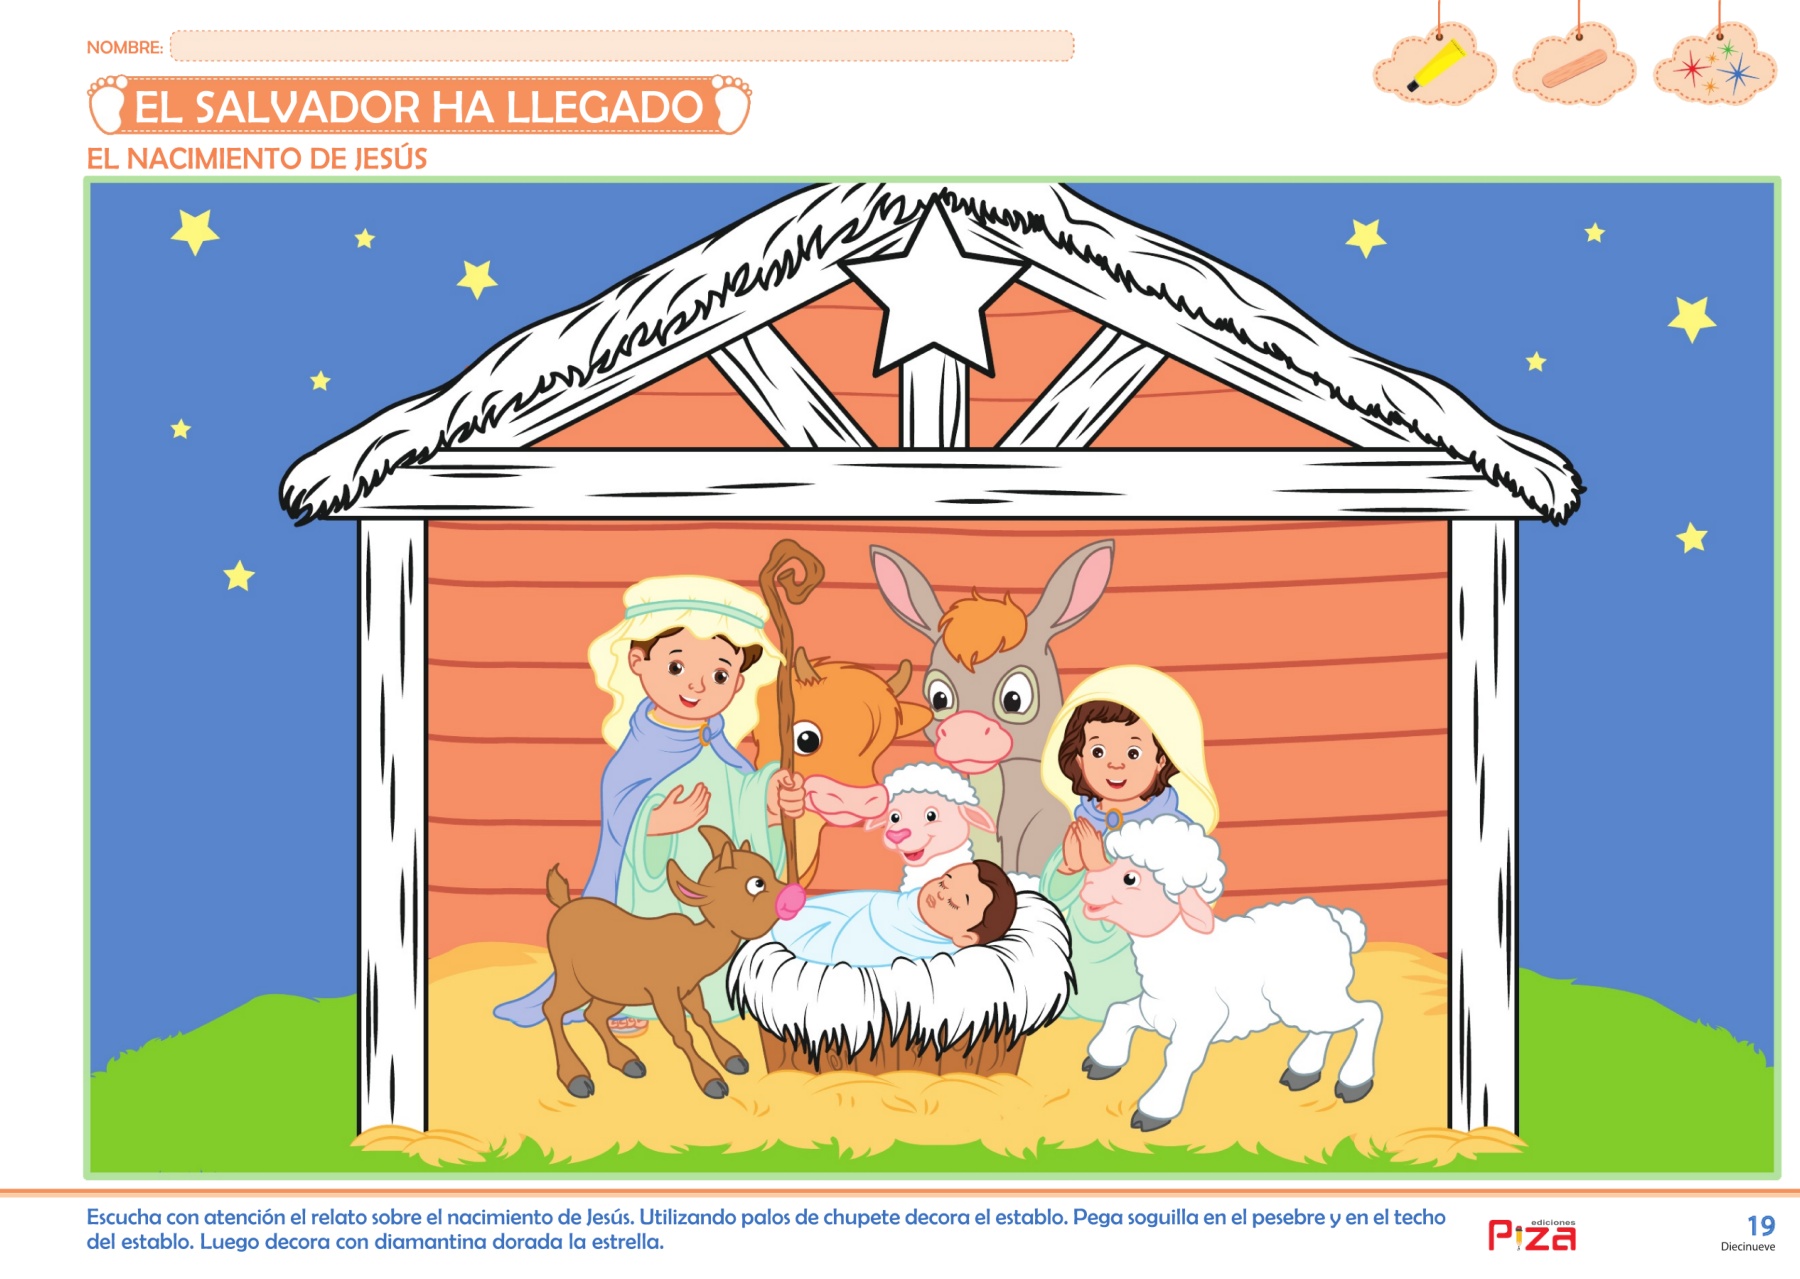 NOMBRE:
EL SALVADOR HA LLEGADO
EL NACIMIENTO DE JESÚS
Escucha con atención el relato sobre el nacimiento de Jesús. Utilizando palos de chupete decora el establo. Pega soguilla en el pesebre y en el techo
del establo. Luego decora con diamantina dorada la estrella.
ediciones
Piza
19
Diecinueve